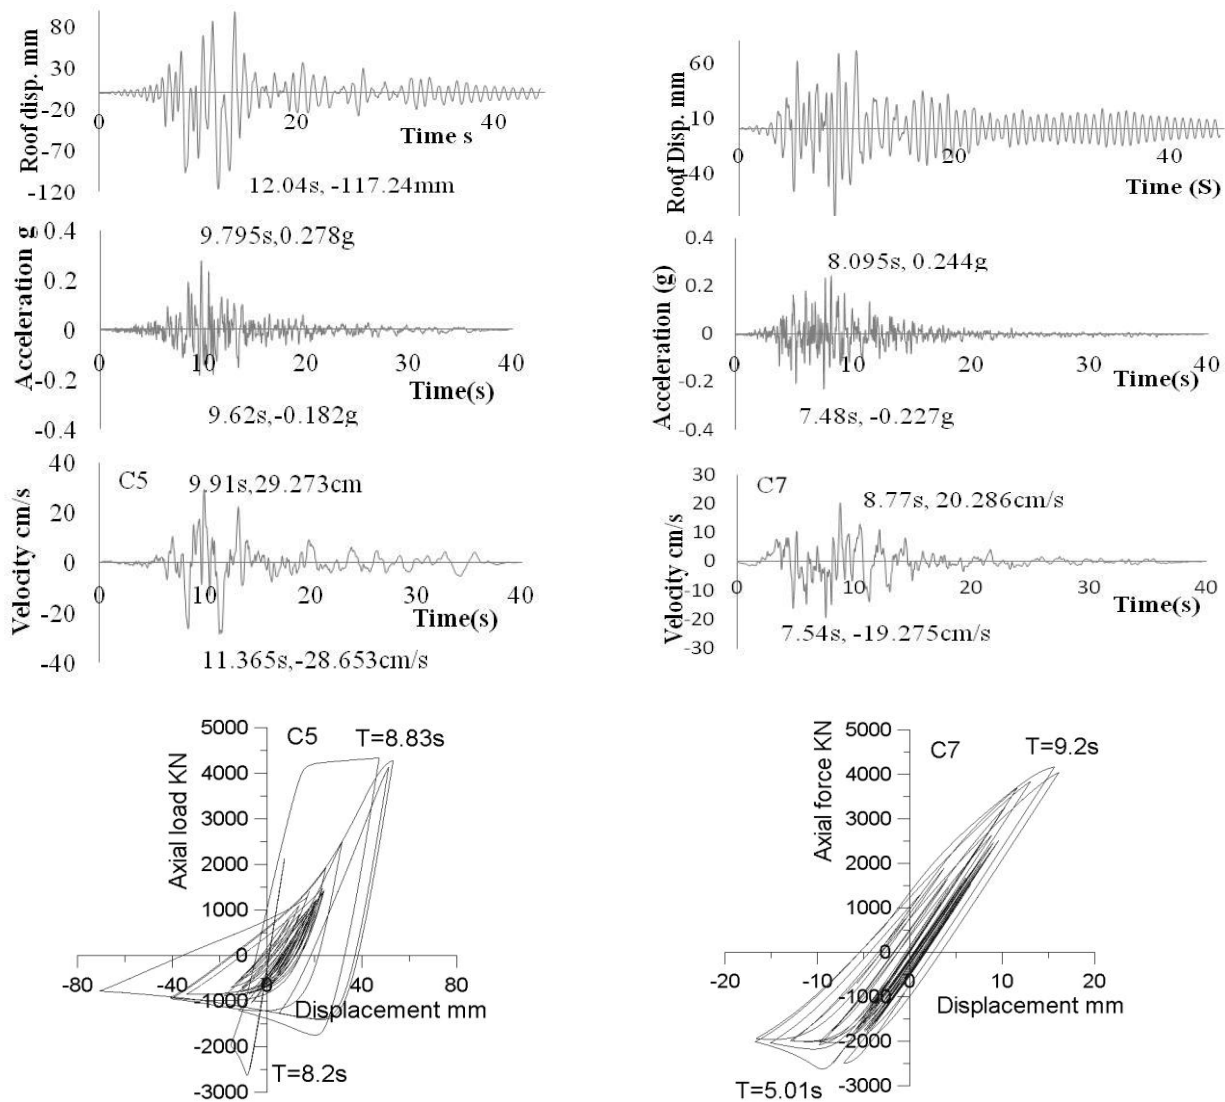 Roof disp. mm
80
30
-20
-70
-120
0
20
40
Time s
12.04s, -117.24mm
Roof Disp. mm
60
10
-40
0
20
40
Time (S)
Acceleration g
0.4
0.2
0
-0.2
-0.4
9.795s,0.278g
0
10
20
30
40
Time(s)
9.62s,-0.182g
Acceleration (g)
0.4
0.2
0
-0.2
-0.4
8.095s, 0.244g
0
10
20
30
40
Time(s)
7.48s, -0.227g
Velocity cm/s
40
20
0
-20
-40
C5
9.91s,29.273cm
0
10
20
30
40
Time(s)
11.365s,-28.653cm/s
Velocity cm/s
30
20
10
0
-10
-20
-30
C7
8.77s, 20.286cm/s
0
10
20
30
40
Time(s)
7.54s, -19.275cm/s
Axial load KN
5000
4000
3000
2000
1000
0
-1000
-2000
-3000
C5
T=8.83s
-80
-40
0
40
80
Displacement mm
T=8.2s
Axial force KN
5000
4000
3000
2000
1000
0
-1000
-2000
-3000
C7
T=9.2s
-20
-10
0
10
20
Displacement mm
T=5.01s